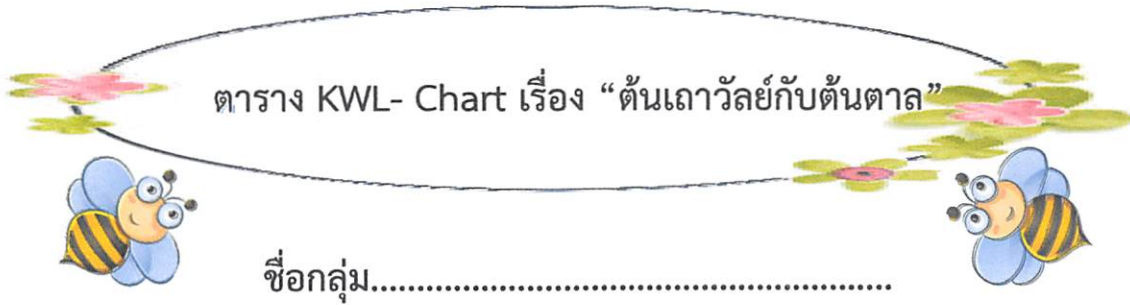 ตาราง KWL- Chart เรื่อง “ต้นเถาวัลย์กับต้นตาล”
ชื่อกลุ่ม..........................................................